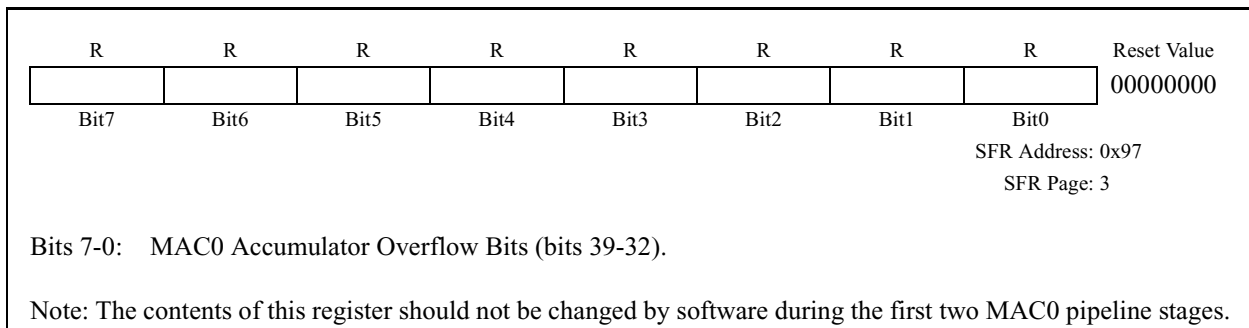 R R R R R R R R Reset Value
00000000
Bit7 Bit6 Bit5 Bit4 Bit3 Bit2 Bit1 Bit0
SFR Address: 0x97
SFR Page: 3
Bits 7-0: MAC0 Accumulator Overflow Bits (bits 39-32).
Note: The contents of this register should not be changed by software during the first two MAC0 pipeline stages.